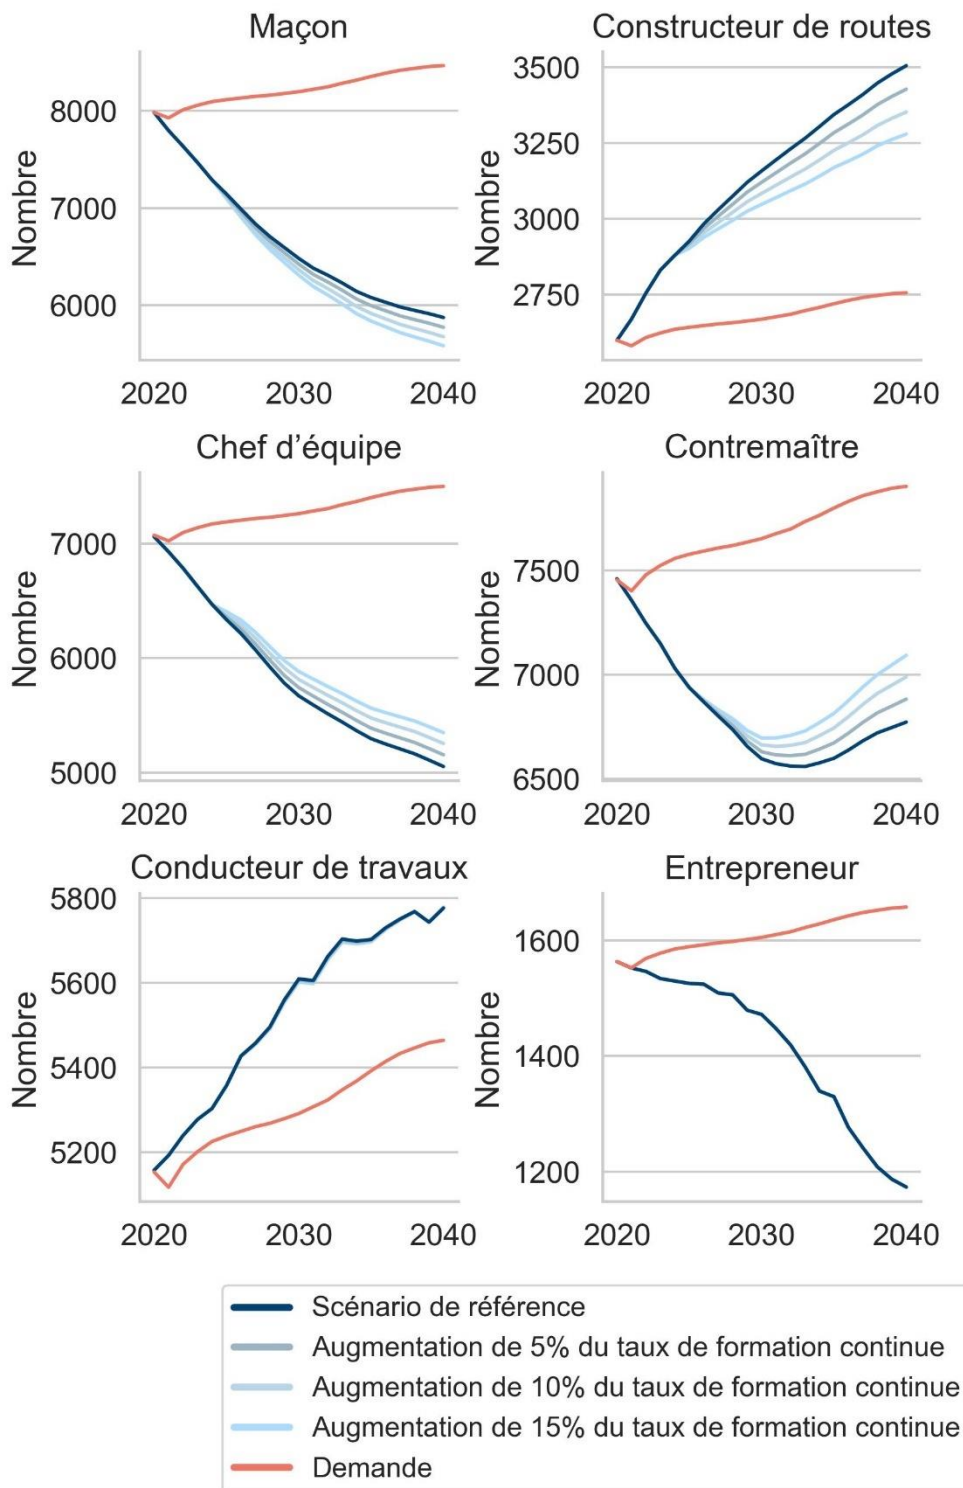 Maçon
Constructeur de routes
Nombre
8000
7000
6000
2020 2030 2040
Nombre
3500
3250
3000
2750
2020 2030 2040
Chef d’équipe
Contremaître
Nombre
7000
6000
5000
2020 2030 2040
Nombre
7500
7000
6500
2020 2030 2040
Conducteur de travaux
Entrepreneur
Nombre
5800
5600
5400
5200
2020 2030 2040
Nombre
1600
1400
1200
2020 2030 2040
Scénario de référence
Augmentation de 5% du taux de formation continue
Augmentation de 10% du taux de formation continue
Augmentation de 15% du taux de formation continue
Demande